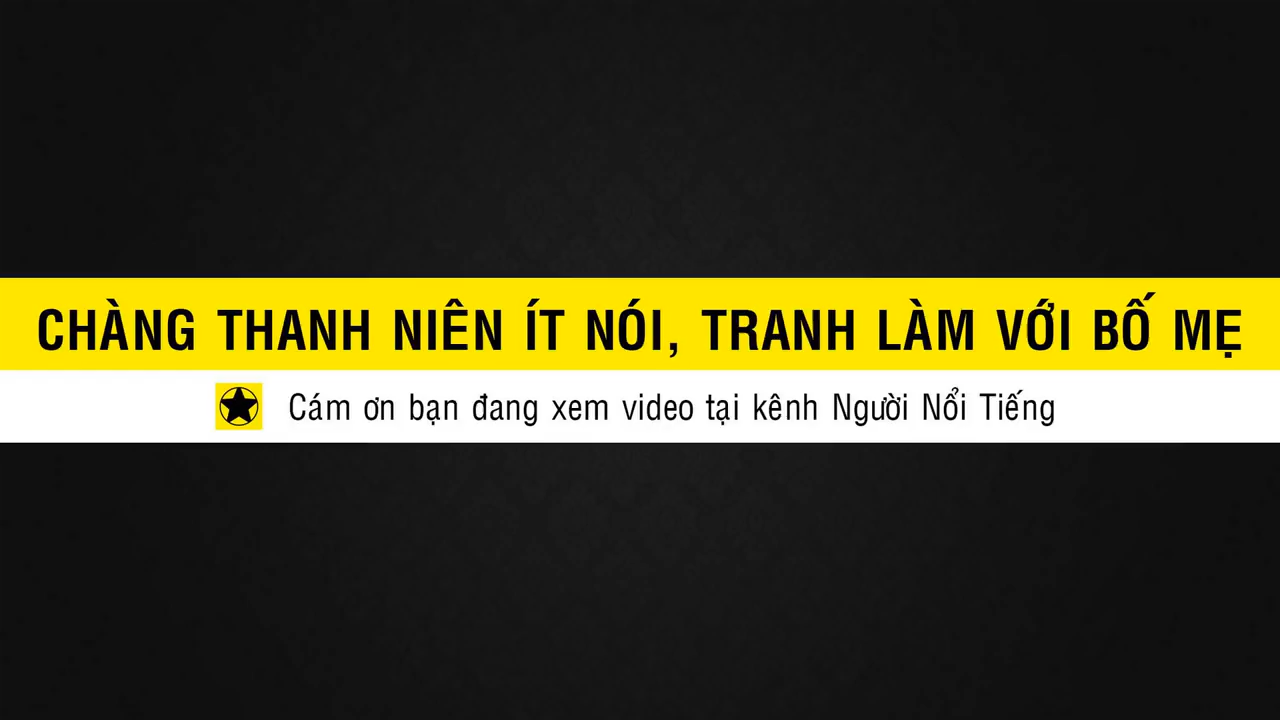 CHÀNG THANH NIÊN ÍT NÓI, TRANH LÀM VỚI BỐ MẸ
Cám ơn bạn đang xem video tại kênh Người Nổi Tiếng